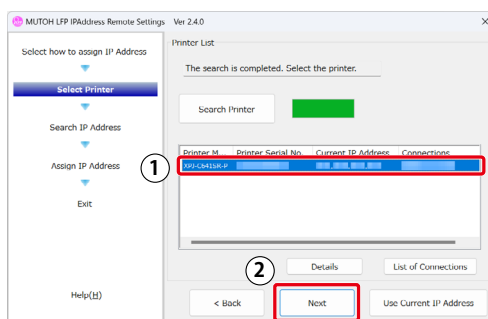 MUTOH LFP IPAddress Remote Settings Ver 2.4.0
Select how to assign IP Address
Select Printer
Search IP Address
Assign IP Address
Exit
Help(H)
Printer List
The search is completed. Select the printer.
Search Printer
Printer M... Printer Serial No. Current IP Address Connections
1
XPJ-C641SR-P
2
Details
List of Connections
< Back
Next
Use Current IP Address